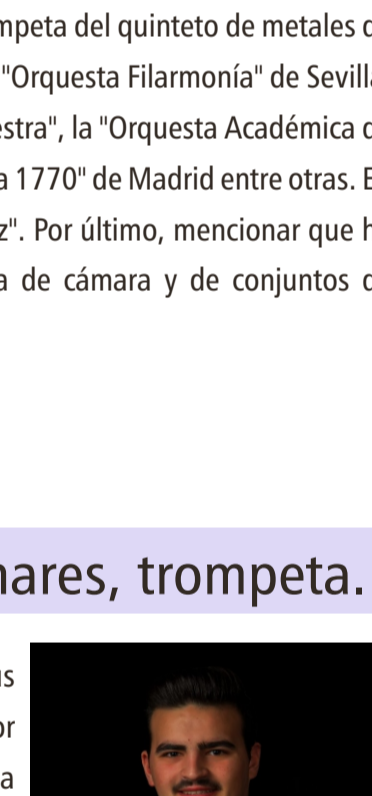 mpeta del quinteto de metales
"Orquesta Filarmonía" de Sevill
estra", la "Orquesta Académica
a 1770" de Madrid entre otras.
z". Por último, mencionar que h
a de cámara y de conjuntos
nares, trompeta.
us
or
a